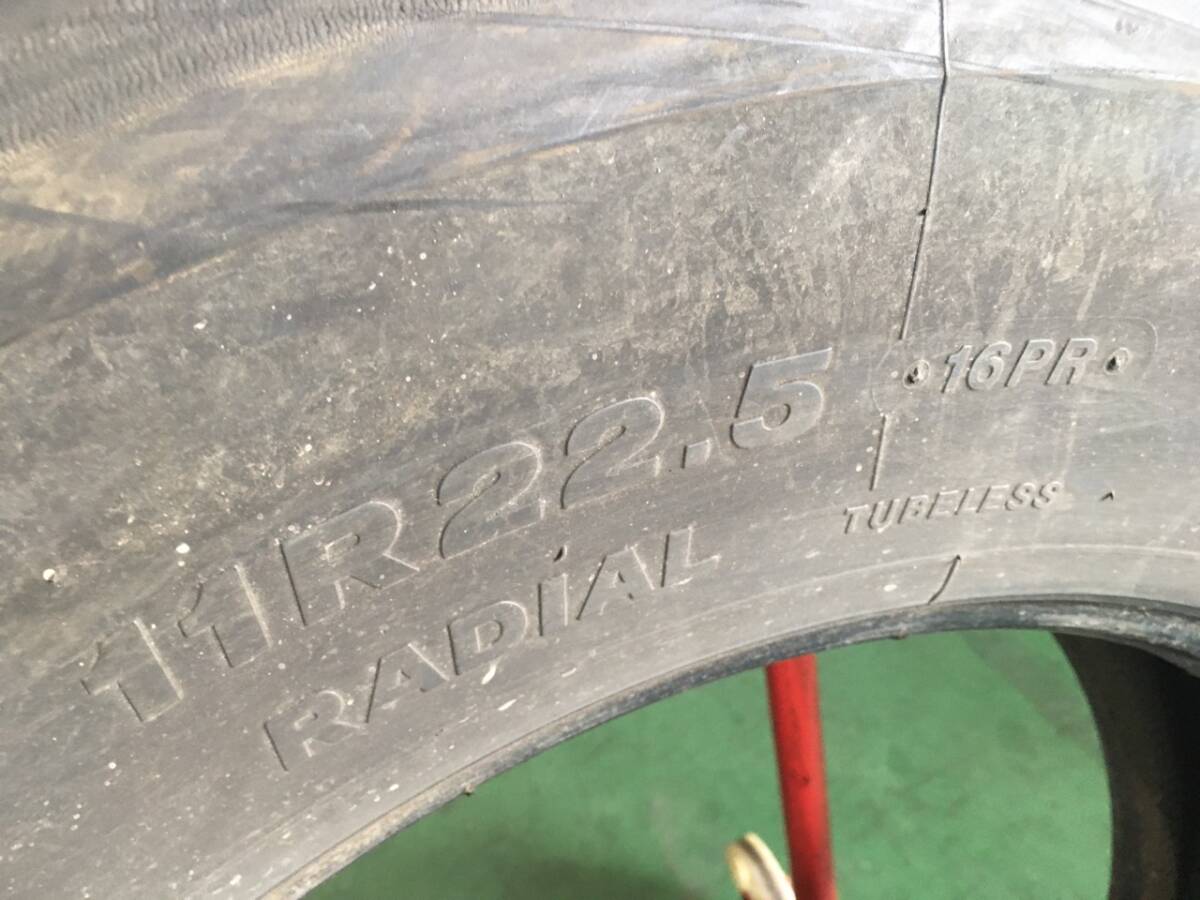 11R22.5
16PR
RADIAL
TUBELESS